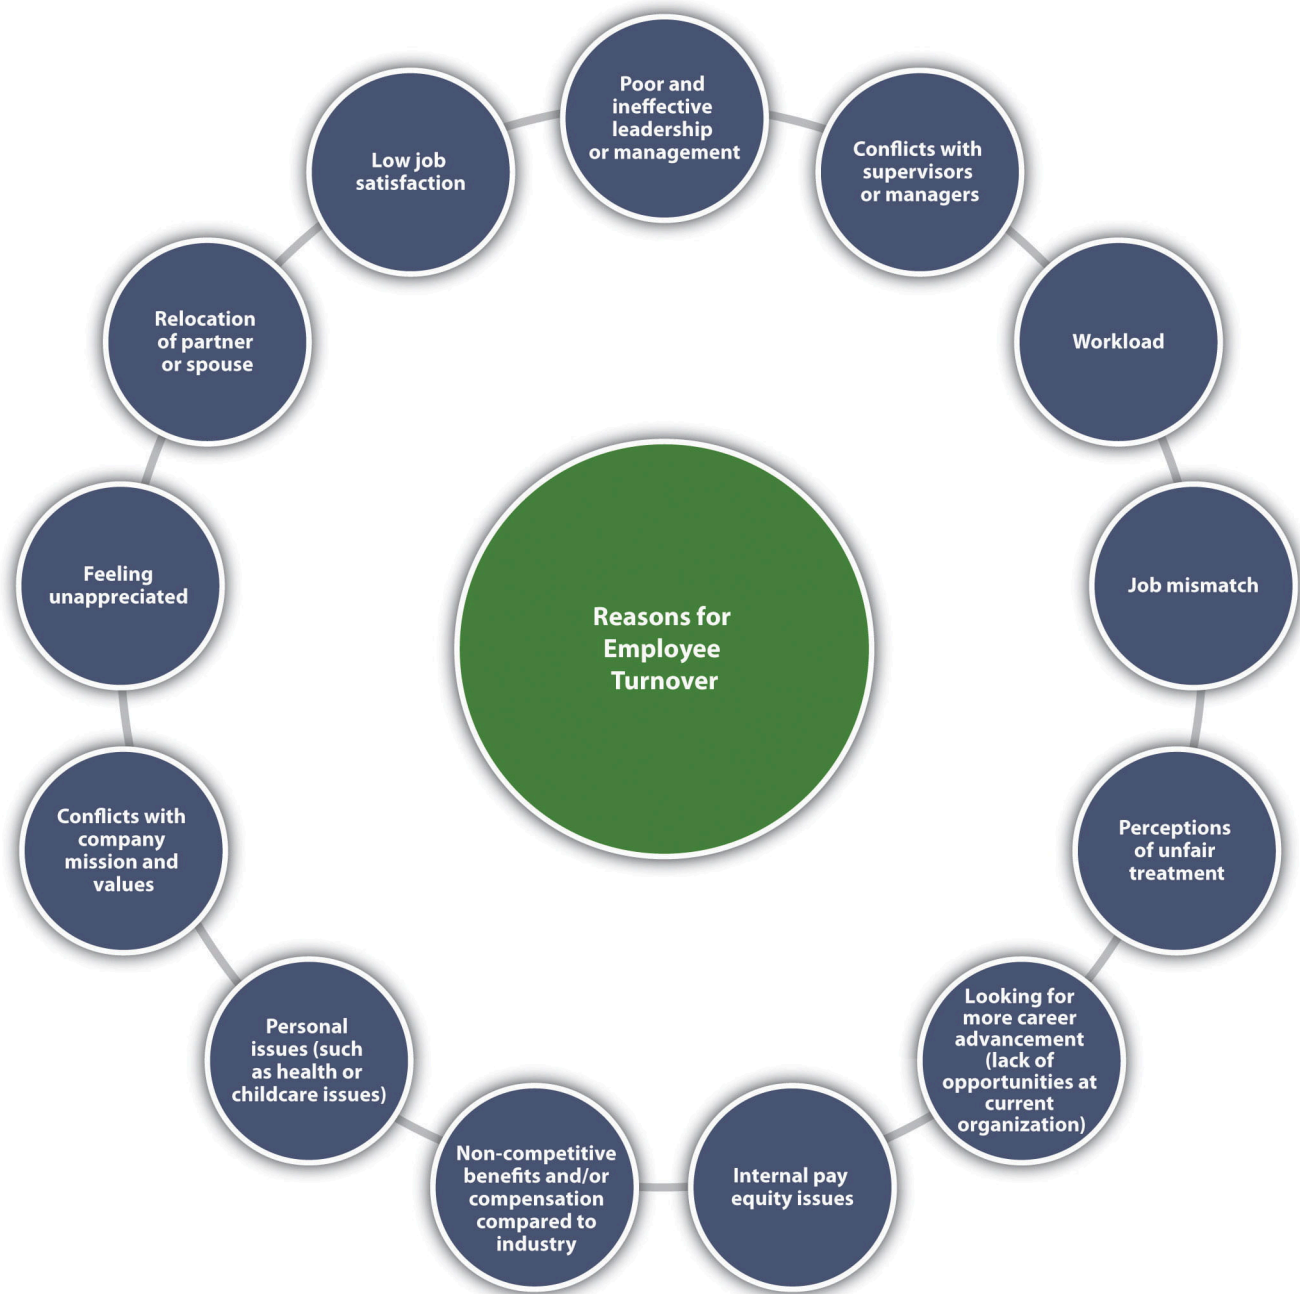 Poor and
ineffective
leadership
or management
Conflicts with
supervisors
or managers
Workload
Job mismatch
Perceptions
of unfair
treatment
Looking for
more career
advancement
(lack of
opportunities at
current
organization)
Internal pay
equity issues
Non-competitive
benefits and/or
compensation
compared to
industry
Personal
issues (such
as health or
childcare issues)
Conflicts with
company
mission and
values
Feeling
unappreciated
Relocation
of partner
or spouse
Low job
satisfaction
Reasons for
Employee
Turnover